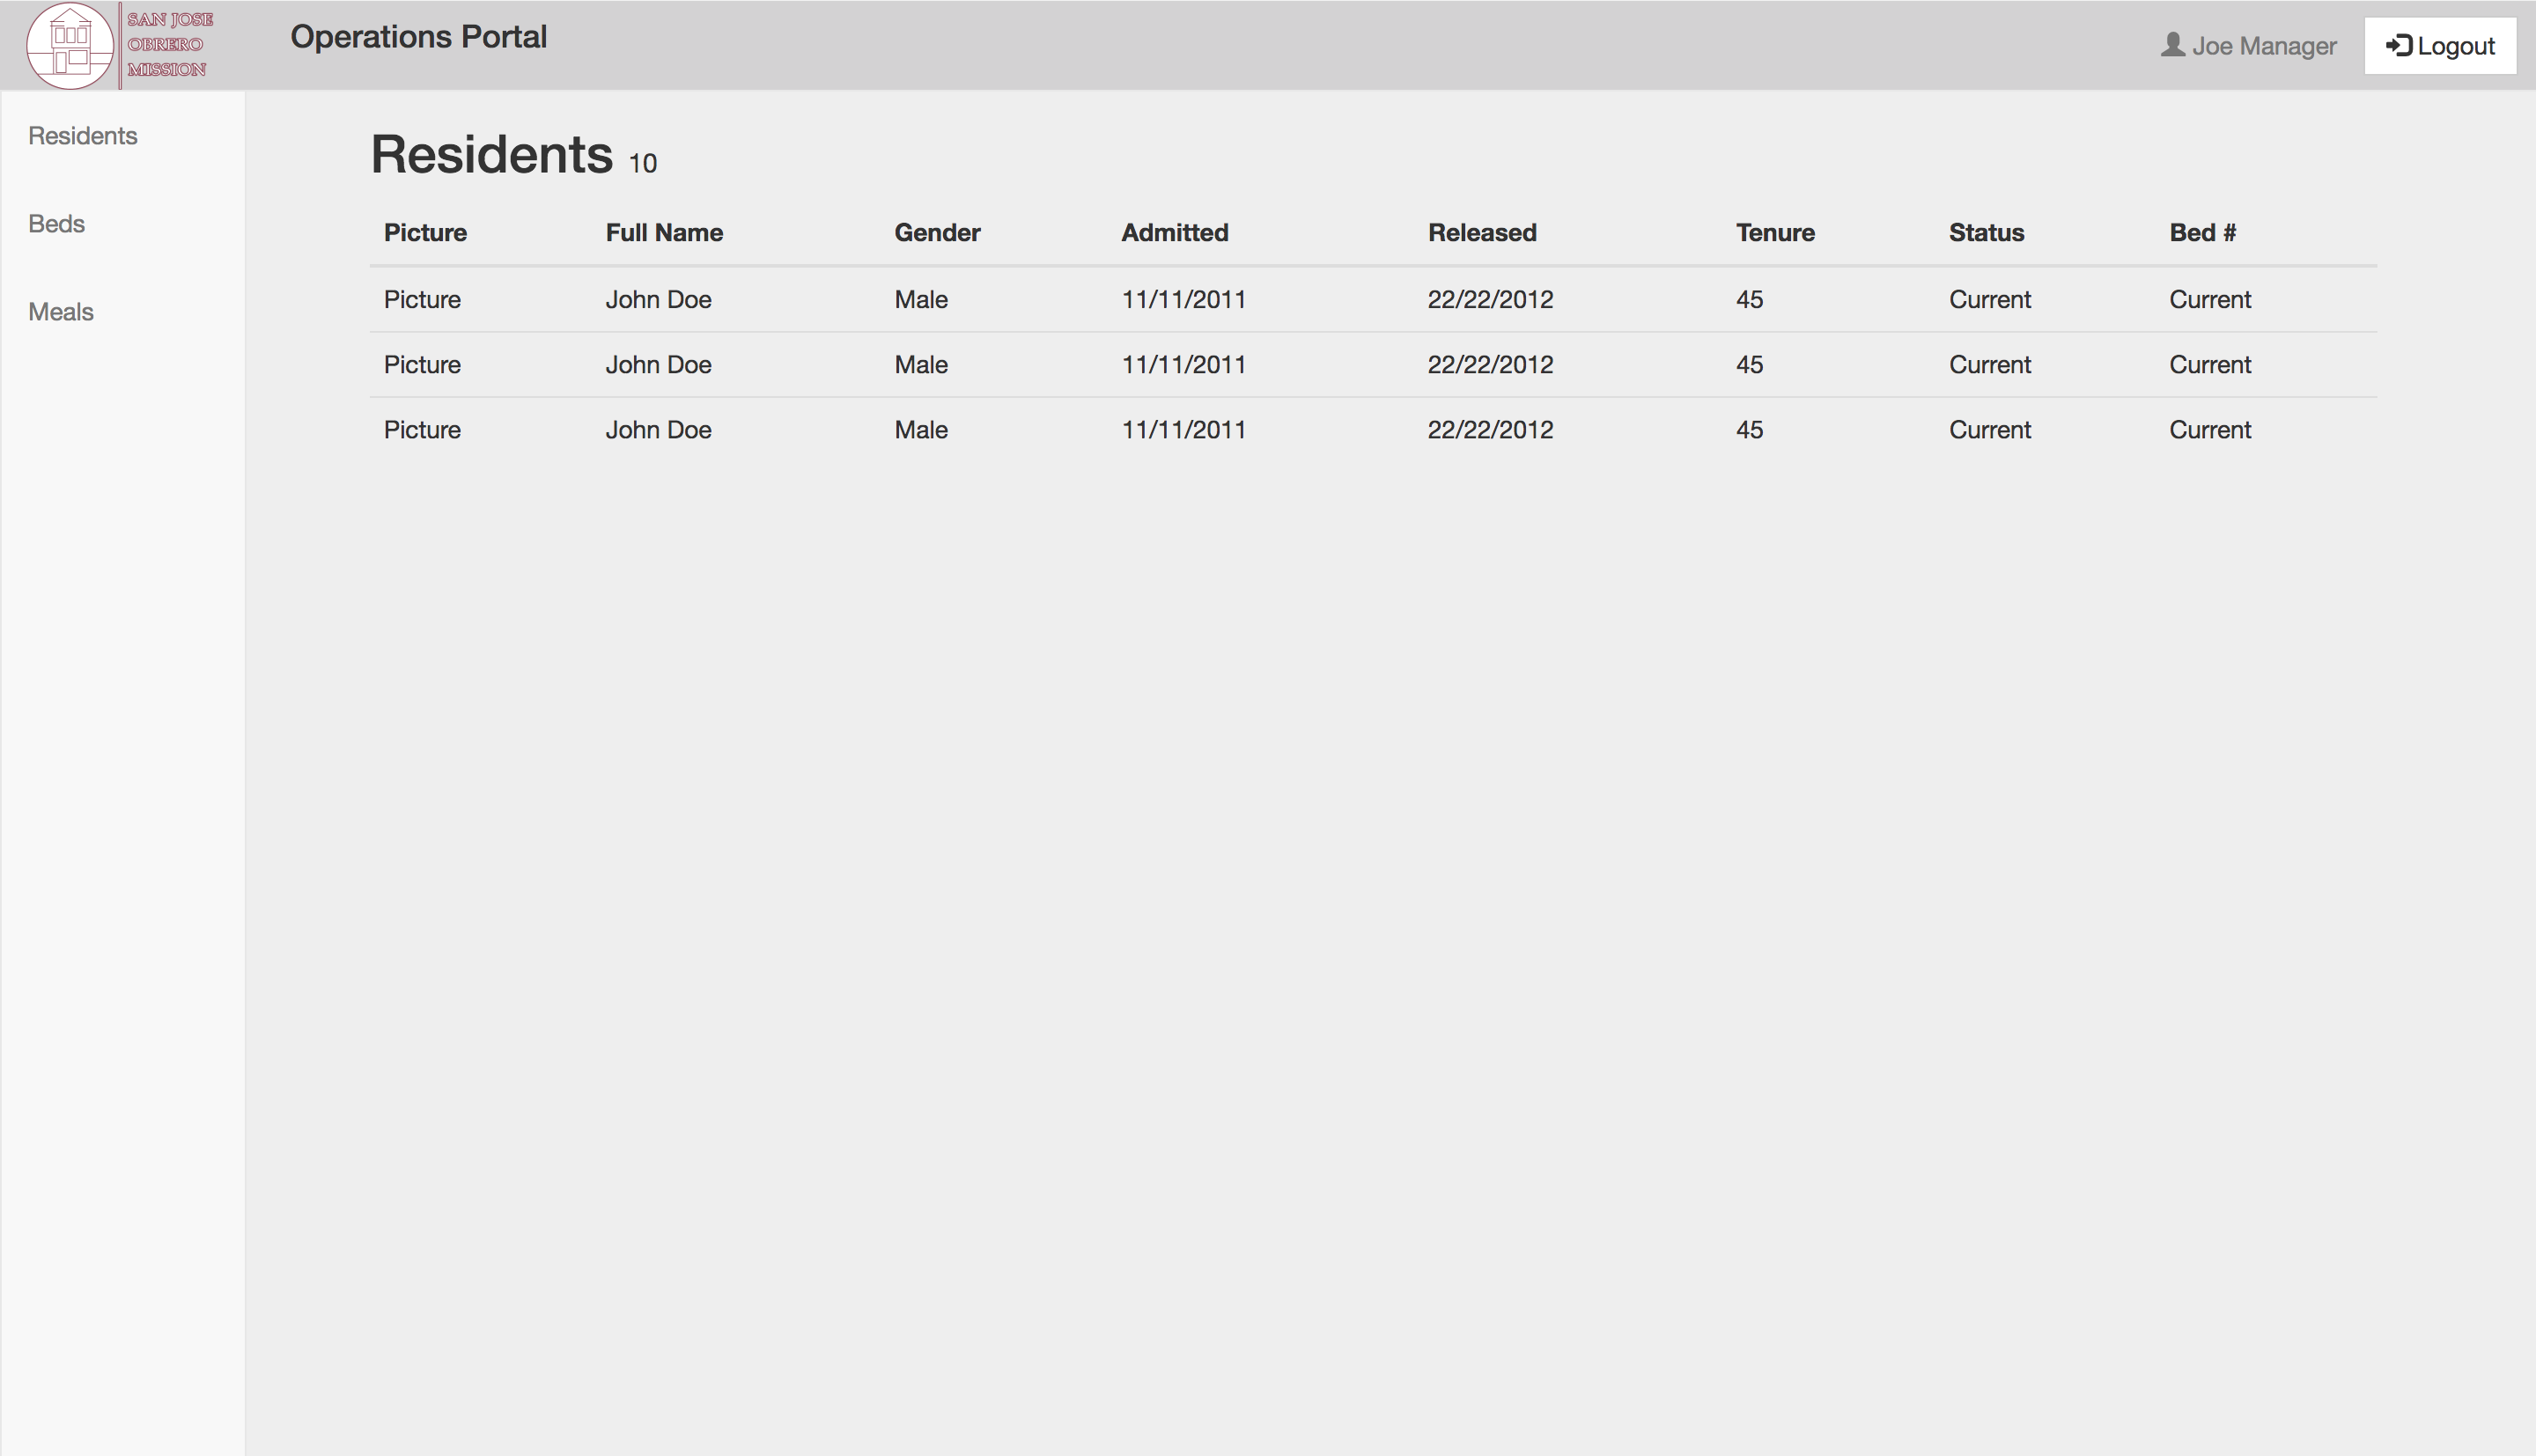 SAN JOSE
OBRERO
MISSION
Operations Portal
Joe Manager
Logout
Residents
Beds
Meals
Residents 10
Picture Full Name Gender Admitted Released Tenure Status Bed #
Picture John Doe Male 11/11/2011 22/22/2012 45 Current Current
Picture John Doe Male 11/11/2011 22/22/2012 45 Current Current
Picture John Doe Male 11/11/2011 22/22/2012 45 Current Current